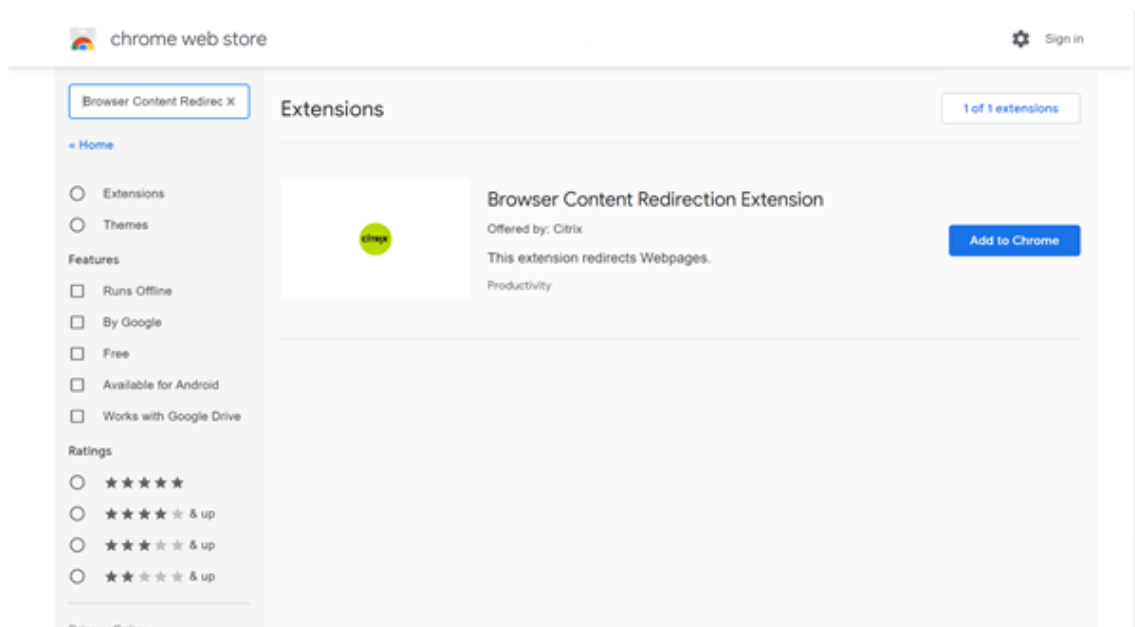 chrome web store
Sign in
Browser Content Redirec X
« Home
Extensions
Themes
Features
Runs Offline
By Google
Free
Available for Android
Works with Google Drive
Ratings
& up
& up
& up
Extensions
1 of 1 extensions
citrix
Browser Content Redirection Extension
Offered by: Citrix
This extension redirects Webpages.
Productivity
Add to Chrome